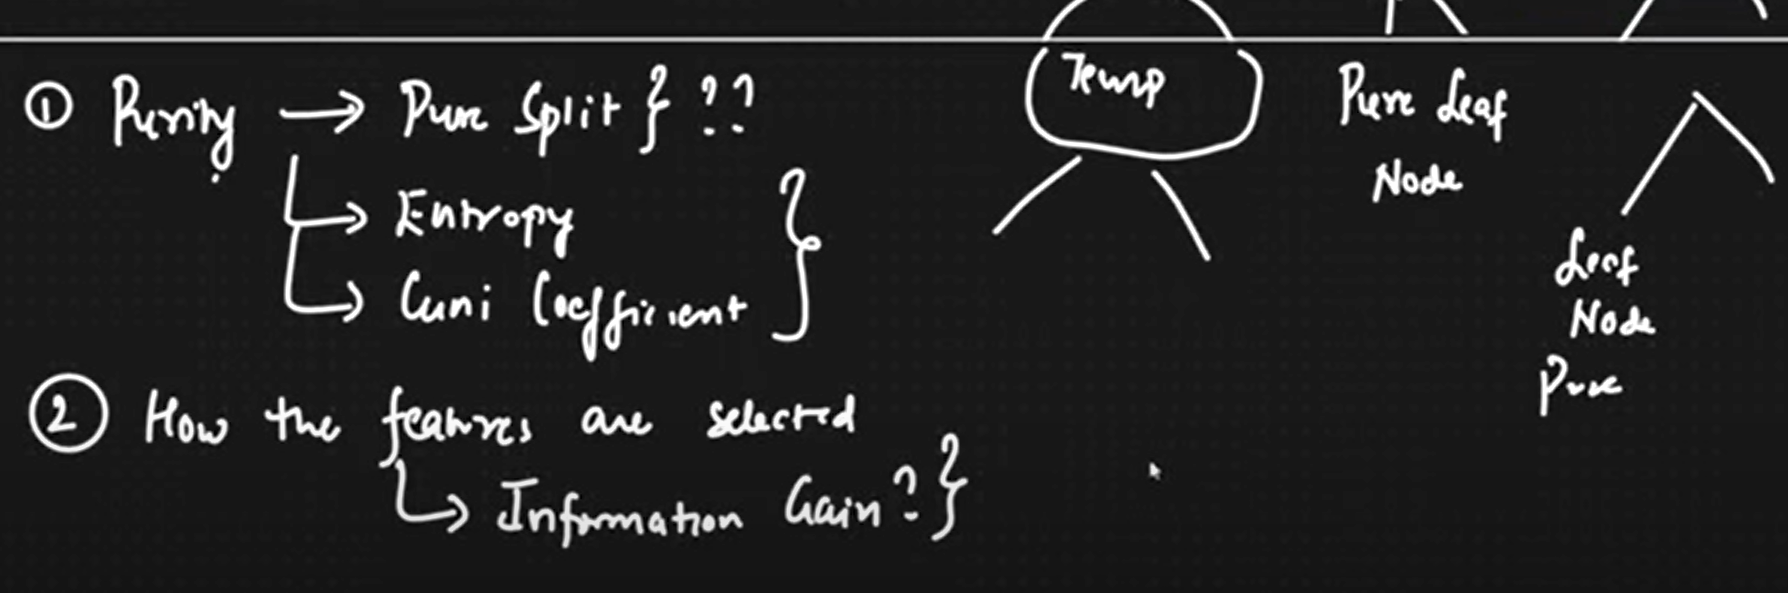 ① Purity → Pure Split } ??
→ Entropy
→ Gini Coefficient }
② How the features are selected
→ Information Gain? }
Temp
Pure Leaf
Node
Leaf
Node
Pure